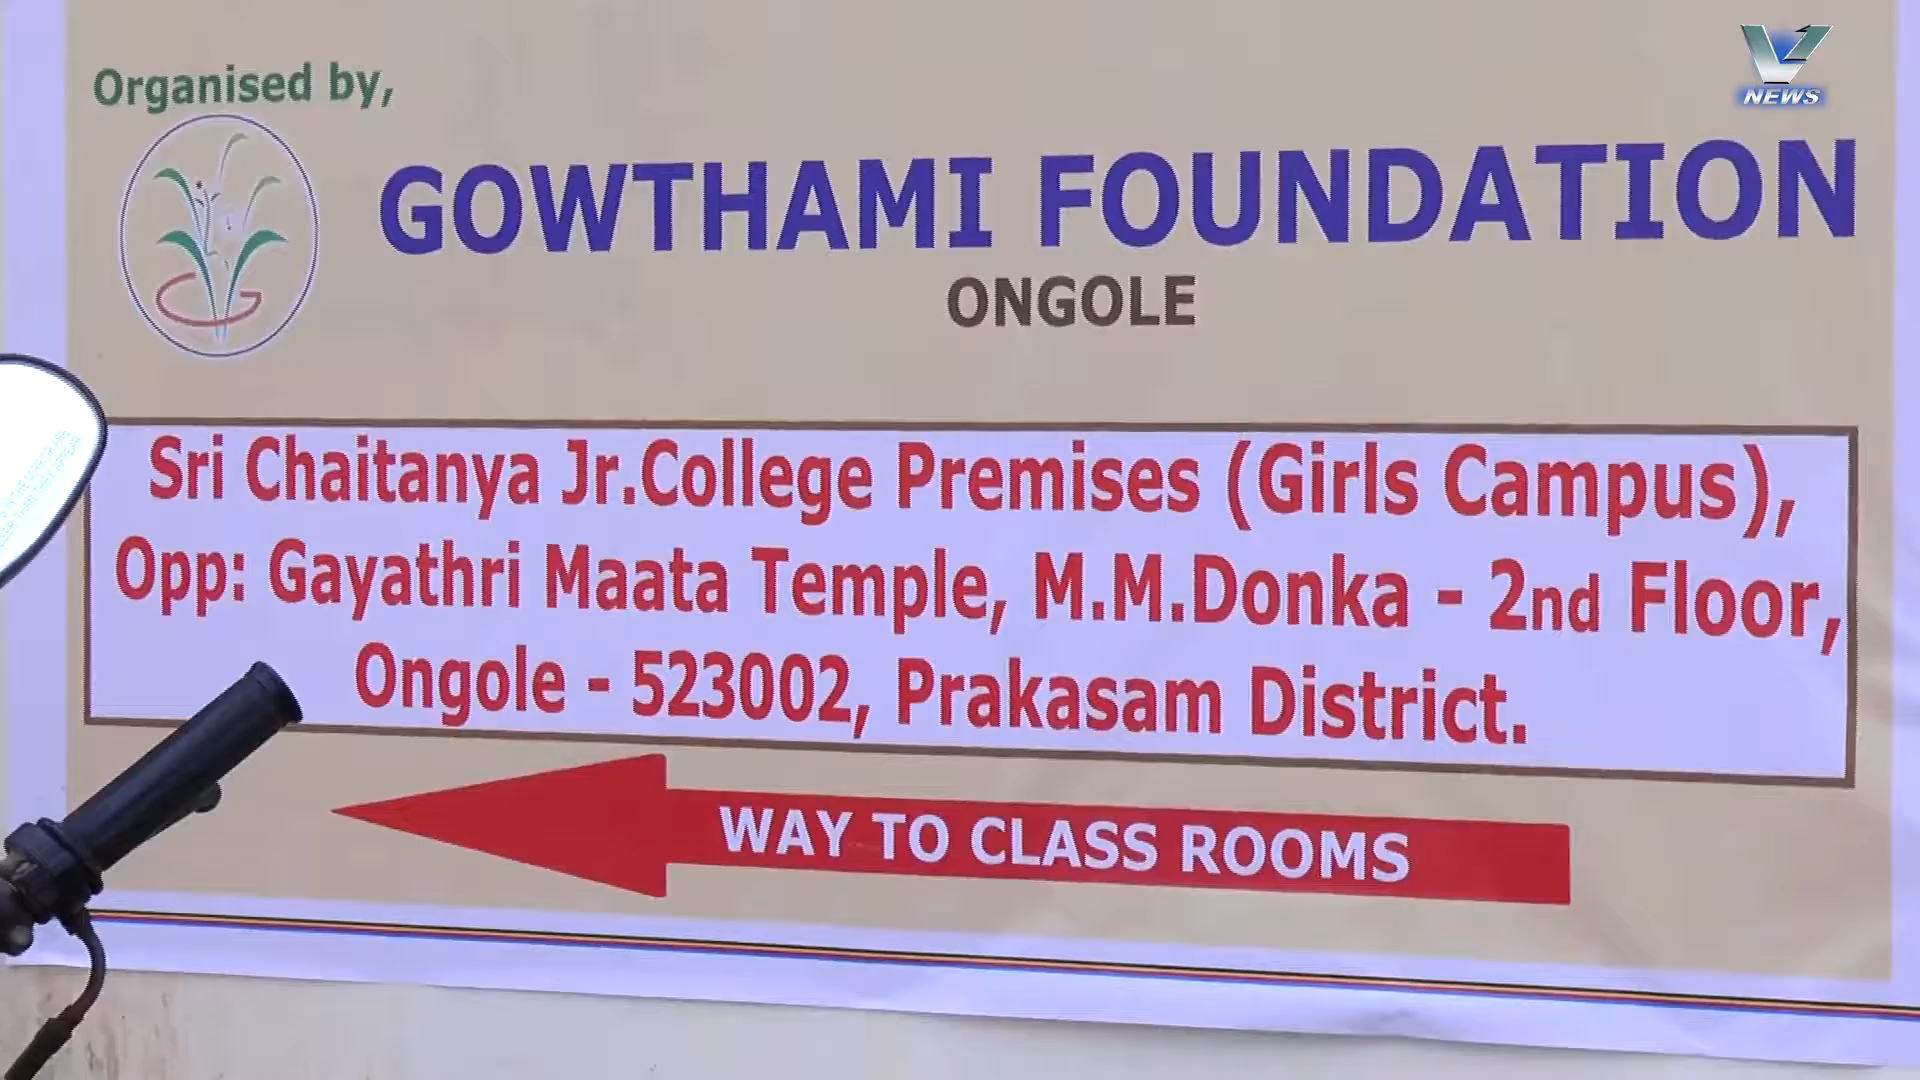 Organised by,
GOWTHAMI FOUNDATION
ONGOLE
Sri Chaitanya Jr.College Premises (Girls Campus),
Opp: Gayathri Maata Temple, M.M.Donka - 2nd Floor,
Ongole - 523002, Prakasam District.
WAY TO CLASS ROOMS
NEWS